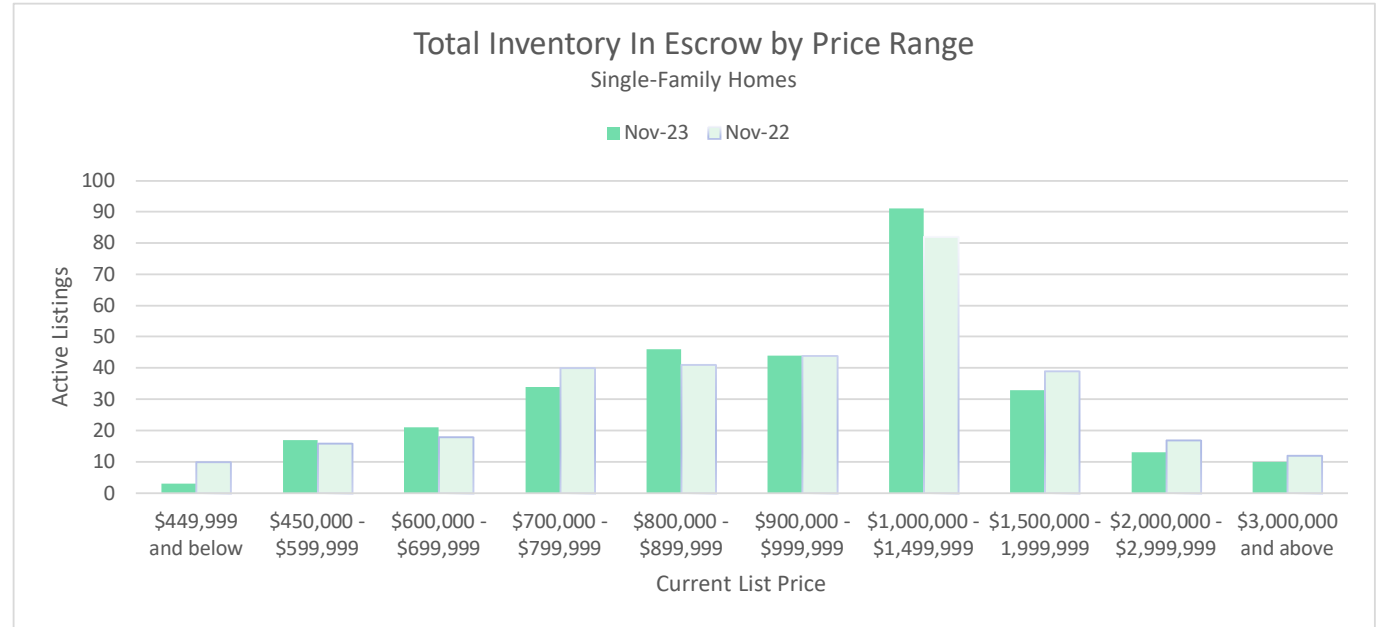 Total Inventory In Escrow by Price Range
Single-Family Homes
Nov-23 Nov-22
100
90
80
70
60
50
40
30
20
10
0
Active Listings
$449,999 and below
$450,000 - $599,999
$600,000 - $699,999
$700,000 - $799,999
$800,000 - $899,999
$900,000 - $999,999
$1,000,000 - $1,499,999
$1,500,000 - 1,999,999
$2,000,000 - $2,999,999
$3,000,000 and above
Current List Price